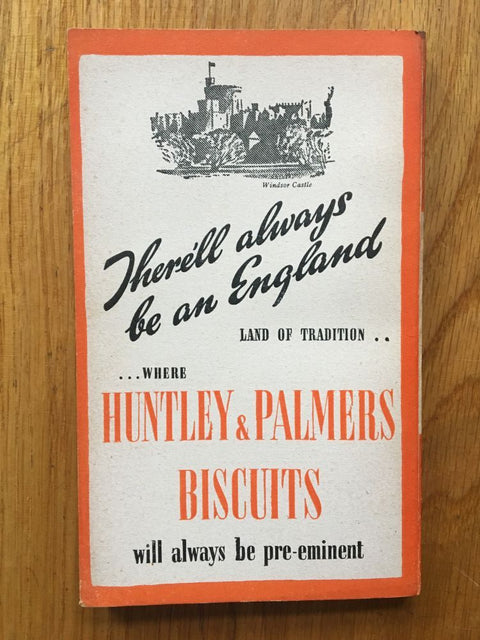 Windsor Castle
There'll always
be an England
LAND OF TRADITION ..
...WHERE
HUNTLEY & PALMERS
BISCUITS
will always be pre-eminent